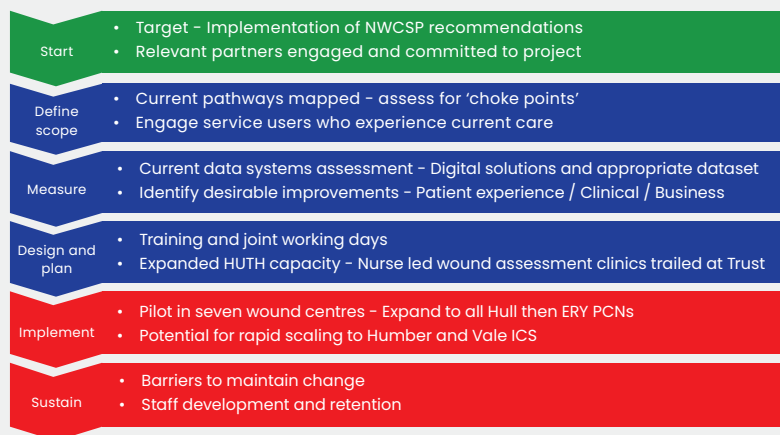 Start
• Target - Implementation of NWCSP recommendations
• Relevant partners engaged and committed to project
Define
scope
• Current pathways mapped - assess for ‘choke points’
• Engage service users who experience current care
Measure
• Current data systems assessment - Digital solutions and appropriate dataset
• Identify desirable improvements - Patient experience / Clinical / Business
Design and
plan
• Training and joint working days
• Expanded HUTH capacity - Nurse led wound assessment clinics trailed at Trust
Implement
• Pilot in seven wound centres - Expand to all Hull then ERY PCNs
• Potential for rapid scaling to Humber and Vale ICS
Sustain
• Barriers to maintain change
• Staff development and retention